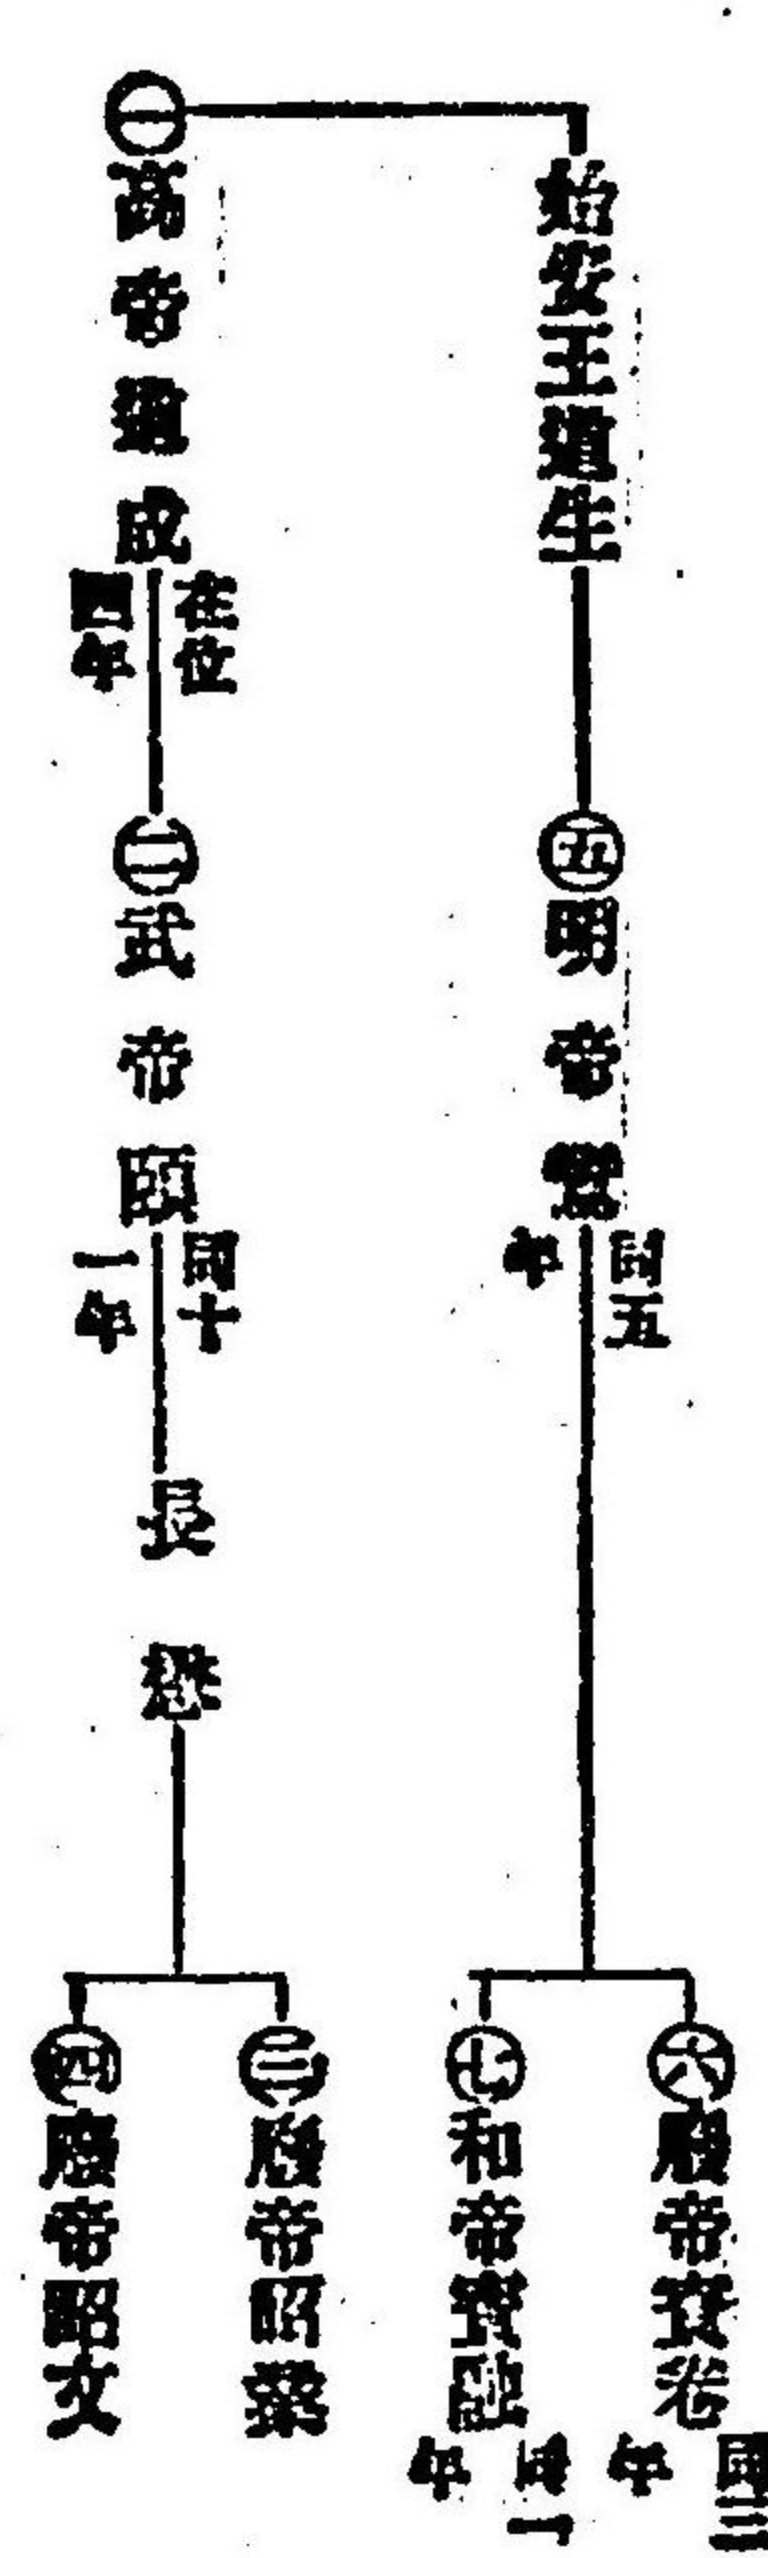 始安王道生
㊄明帝鸞
同五年
㊅廢帝寶卷
同三年
㊆和帝寶融
同一年
㊀高帝道成
在位四年
㊁武帝頤
同十一年
長懋
㊂廢帝昭業
㊃廢帝昭文